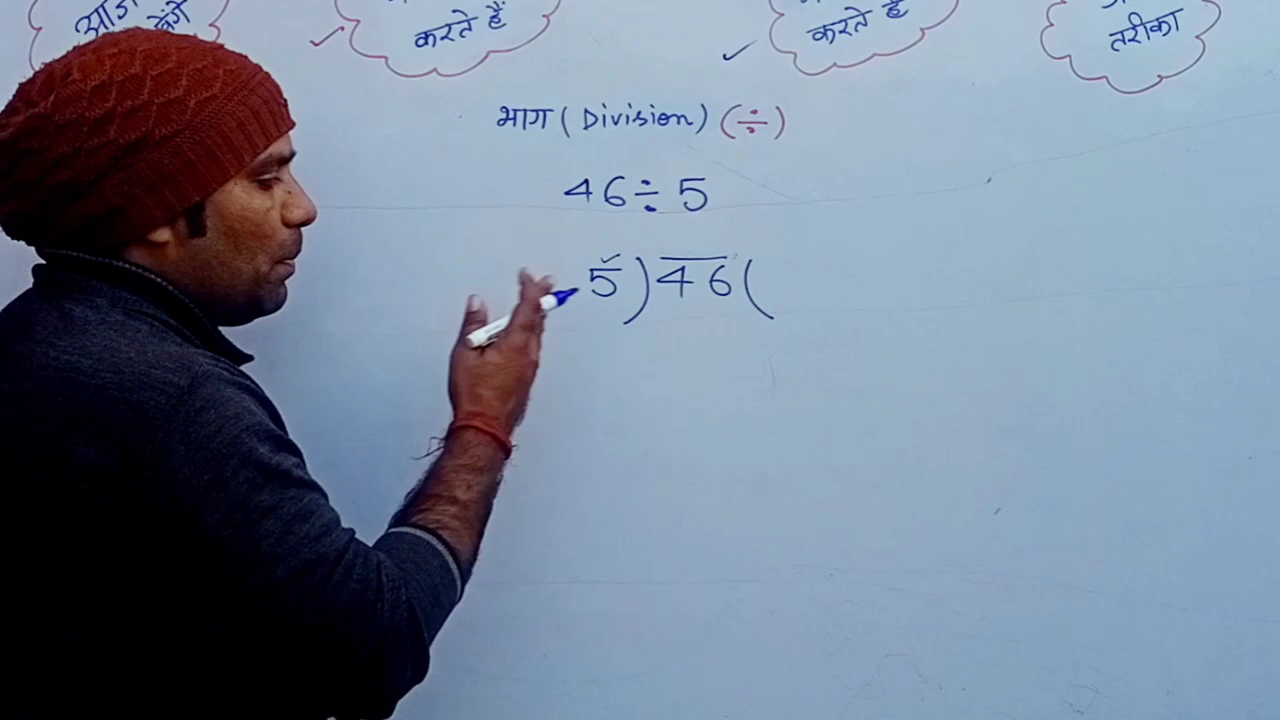 आज
करते हैं
करते हैं
तरीका
भाग (Division) (÷)
46 ÷ 5
5 ) 46 (